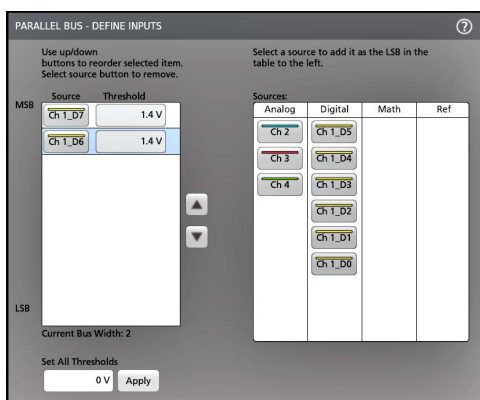 PARALLEL BUS - DEFINE INPUTS
?
Use up/down
buttons to reorder selected item.
Select source button to remove.
Source Threshold
MSB
Ch 1_D7 1.4 V
Ch 1_D6 1.4 V
LSB
Current Bus Width: 2
Set All Thresholds
0 V Apply
Select a source to add it as the LSB in the
table to the left.
Sources:
Analog Digital Math Ref
Ch 2 Ch 1_D5
Ch 3 Ch 1_D4
Ch 4 Ch 1_D3
Ch 1_D2
Ch 1_D1
Ch 1_D0